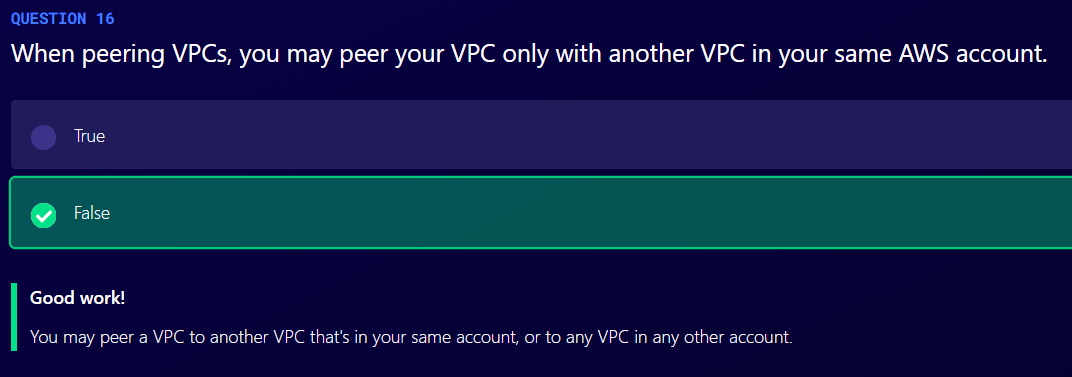 QUESTION 16
When peering VPCs, you may peer your VPC only with another VPC in your same AWS account.
True
False
Good work!
You may peer a VPC to another VPC that's in your same account, or to any VPC in any other account.